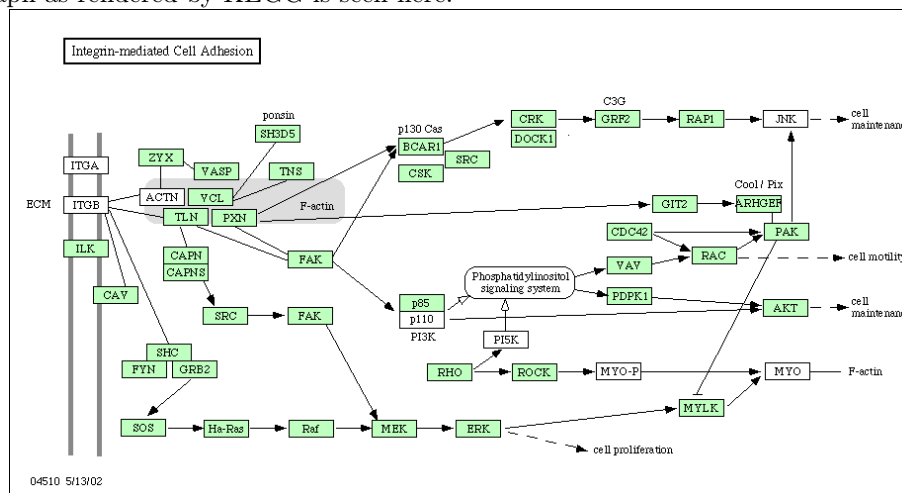 aph as rendered by KEGG is seen here.
Integrin-mediated Cell Adhesion
C3G
ponsin
CRK
GRF2
RAP1
JNK
cell
maintenanc
SH3D5
p130 Cas
DOCK1
BCAR1
ZYX
SRC
ITGA
VASP
TNS
CSK
Cool / Pix
ACTN
VCL
ECM
ITGB
F-actin
GIT2
ARHGEF
TLN
PXN
CDC42
PAK
ILK
CAPN
FAK
RAC
cell motility
CAPNS
VAV
Phosphatidylinositol
signaling system
CAV
p85
PDPK1
cell
maintenanc
SRC
FAK
p110
AKT
PI3K
PI5K
SHC
FYN
GRB2
RHO
ROCK
MYO-P
MYO
F-actin
MYLK
SOS
Ha-Ras
Raf
MEK
ERK
cell proliferation
04510 5/13/02